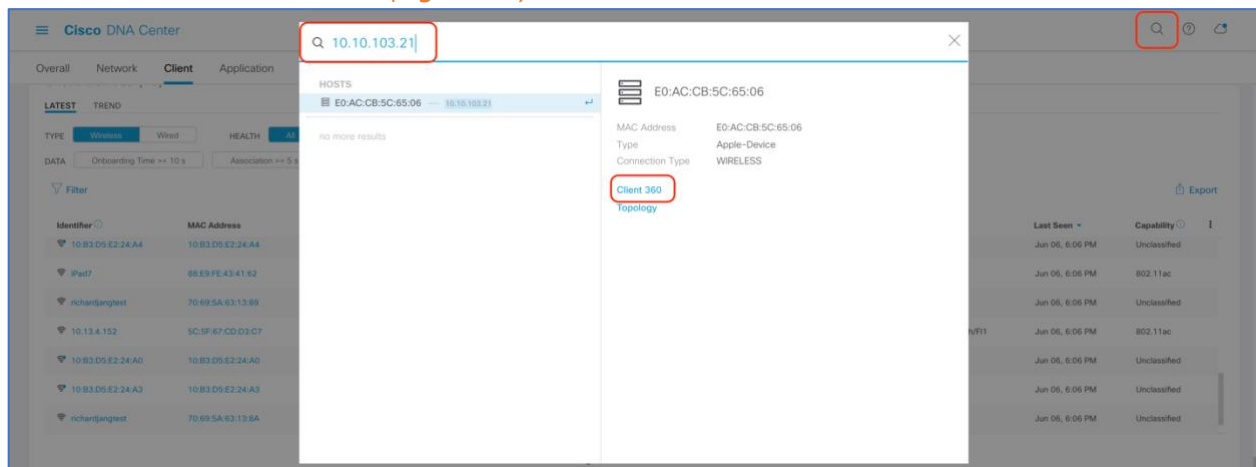 Cisco DNA Center
10.10.103.21
Overall Network Client Application
HOSTS
E0:AC:CB:5C:65:06 — 10.10.103.21
no more results
E0:AC:CB:5C:65:06
MAC Address E0:AC:CB:5C:65:06
Type Apple-Device
Connection Type WIRELESS
Client 360
Topology
LATEST TREND
TYPE Wireless Wired HEALTH All
DATA Onboarding Time >= 10 s Association >= 5 s
Filter Export
Identifier MAC Address Last Seen Capability
10:B3:D5:E2:24:A4 10:B3:D5:E2:24:A4 Jun 06, 6:06 PM Unclassified
iPad7 88:E9:FE:43:41:62 Jun 06, 6:06 PM 802.11ac
richardjangtest 70:69:5A:63:13:89 Jun 06, 6:06 PM Unclassified
10.13.4.152 5C:5F:67:CD:D3:C7 Jun 06, 6:06 PM 802.11ac
10:B3:D5:E2:24:A0 10:B3:D5:E2:24:A0 Jun 06, 6:06 PM Unclassified
10:B3:D5:E2:24:A3 10:B3:D5:E2:24:A3 Jun 06, 6:06 PM Unclassified
richardjangtest 70:69:5A:63:13:8A Jun 06, 6:06 PM Unclassified